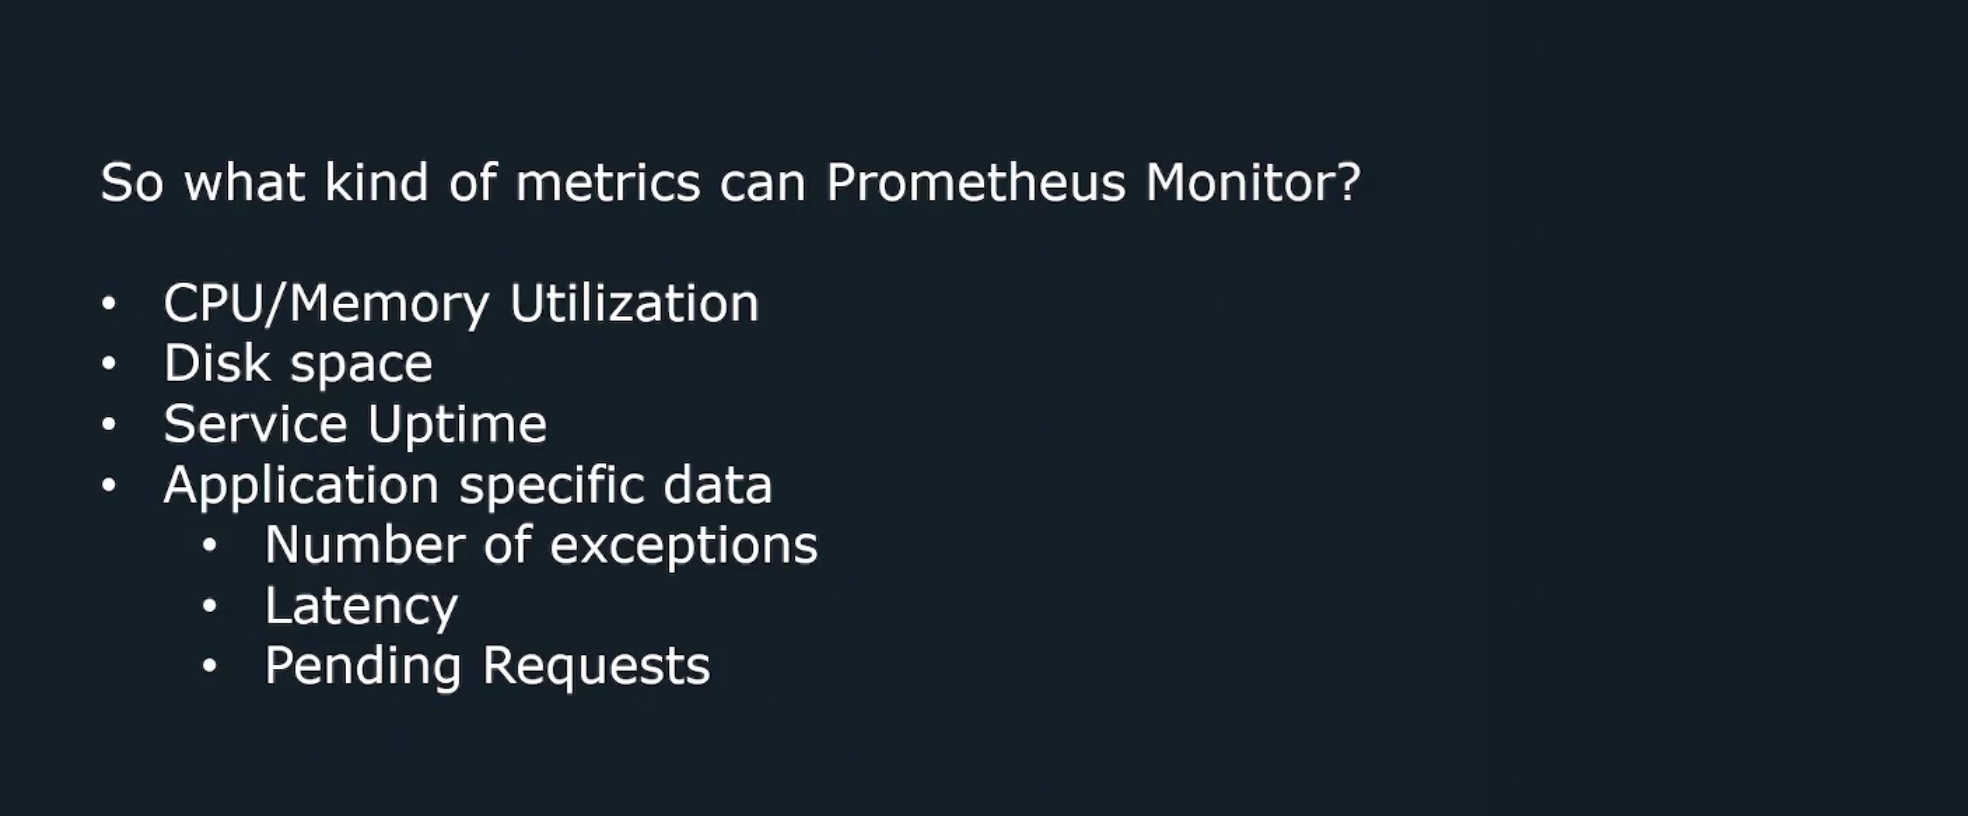 So what kind of metrics can Prometheus Monitor?
• CPU/Memory Utilization
• Disk space
• Service Uptime
• Application specific data
• Number of exceptions
• Latency
• Pending Requests